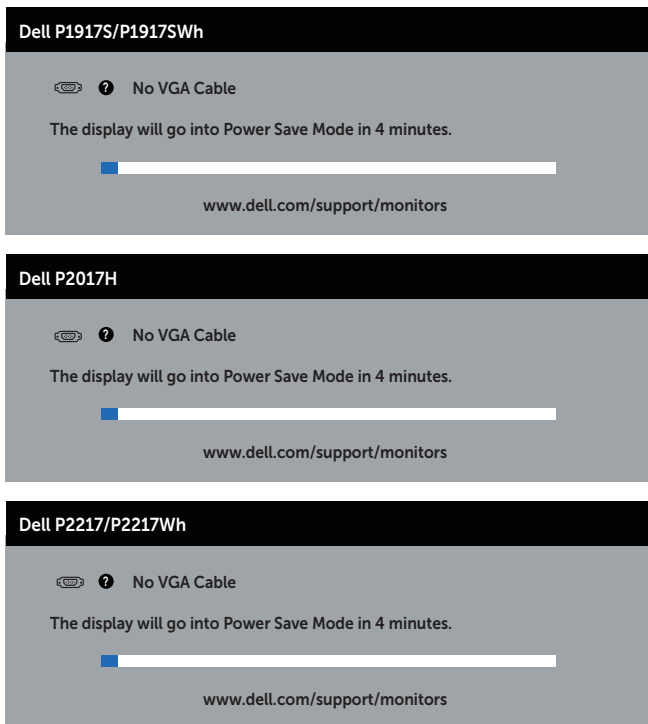 Dell P1917S/P1917SWh
? No VGA Cable
The display will go into Power Save Mode in 4 minutes.
www.dell.com/support/monitors
Dell P2017H
? No VGA Cable
The display will go into Power Save Mode in 4 minutes.
www.dell.com/support/monitors
Dell P2217/P2217Wh
? No VGA Cable
The display will go into Power Save Mode in 4 minutes.
www.dell.com/support/monitors